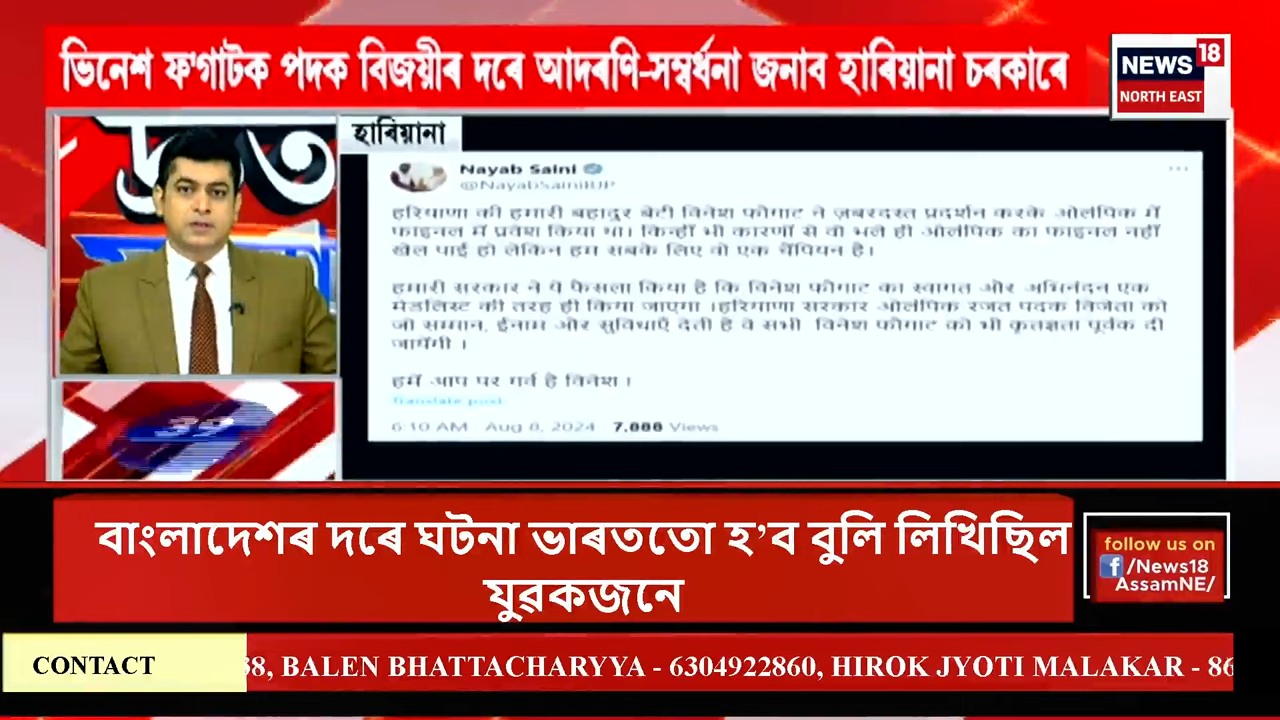 ভিনেশ ফ'গাটক পদক বিজয়ীৰ দৰে আদৰণি-সম্বৰ্ধনা জনাব হাৰিয়ানা চৰকাৰে
NEWS 18
NORTH EAST
হাৰিয়ানা
Nayab Saini
@NayabSainiBJP
हरियाणा की हमारी बहादुर बेटी विनेश फोगाट ने ज़बरदस्त प्रदर्शन करके ओलंपिक में
फाइनल में प्रवेश किया था। किन्हीं भी कारणों से वो भले ही ओलंपिक का फाइनल नहीं
खेल पाई हो लेकिन हम सबके लिए वो एक चैंपियन है।
हमारी सरकार ने ये फैसला किया है कि विनेश फोगाट का स्वागत और अभिनंदन एक
मेडलिस्ट की तरह ही किया जाएगा ।हरियाणा सरकार ओलंपिक रजत पदक विजेता को
जो सम्मान, ईनाम और सुविधाएँ देती है वे सभी विनेश फोगाट को भी कृतज्ञता पूर्वक दी
जायेंगी ।
हमें आप पर गर्व है विनेश ।
Translate post
6:10 AM Aug 8, 2024 7,888 Views
বাংলাদেশৰ দৰে ঘটনা ভাৰততো হ’ব বুলি লিখিছিল
যুৱকজনে
follow us on
f/News18
AssamNE/
CONTACT 38, BALEN BHATTACHARYYA - 6304922860, HIROK JYOTI MALAKAR - 86